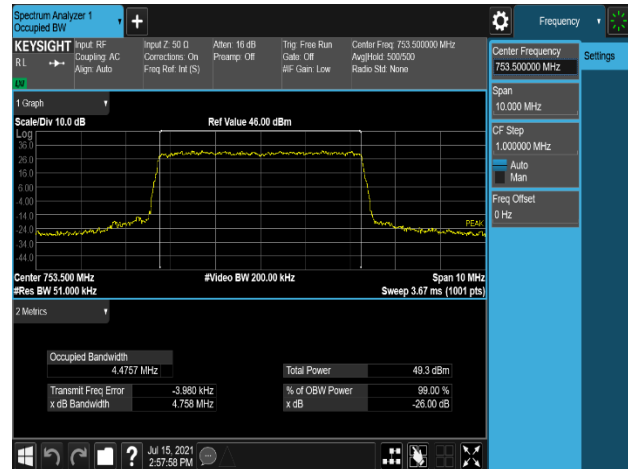 Spectrum Analyzer 1
Occupied BW
Frequency
KEYSIGHT
Input: RF
Coupling: AC
Align: Auto
Input Z: 50 Ω
Corrections: On
Freq Ref: Int (S)
Atten: 16 dB
Preamp: Off
Trig: Free Run
Gate: Off
#IF Gain: Low
Center Freq: 753.500000 MHz
Avg|Hold: 500/500
Radio Std: None
R L
LXI
Center Frequency
753.500000 MHz
Settings
Span
10.000 MHz
CF Step
1.000000 MHz
Auto
Man
Freq Offset
0 Hz
1 Graph
Scale/Div 10.0 dB
Ref Value 46.00 dBm
Log
36.0
26.0
16.0
6.00
-4.00
-14.0
-24.0
-34.0
-44.0
PEAK
Center 753.500 MHz
#Video BW 200.00 kHz
Span 10 MHz
#Res BW 51.000 kHz
Sweep 3.67 ms (1001 pts)
2 Metrics
Occupied Bandwidth
4.4757 MHz
Total Power
49.3 dBm
Transmit Freq Error
-3.980 kHz
% of OBW Power
99.00 %
x dB Bandwidth
4.758 MHz
x dB
-26.00 dB
?
Jul 15, 2021
2:57:58 PM